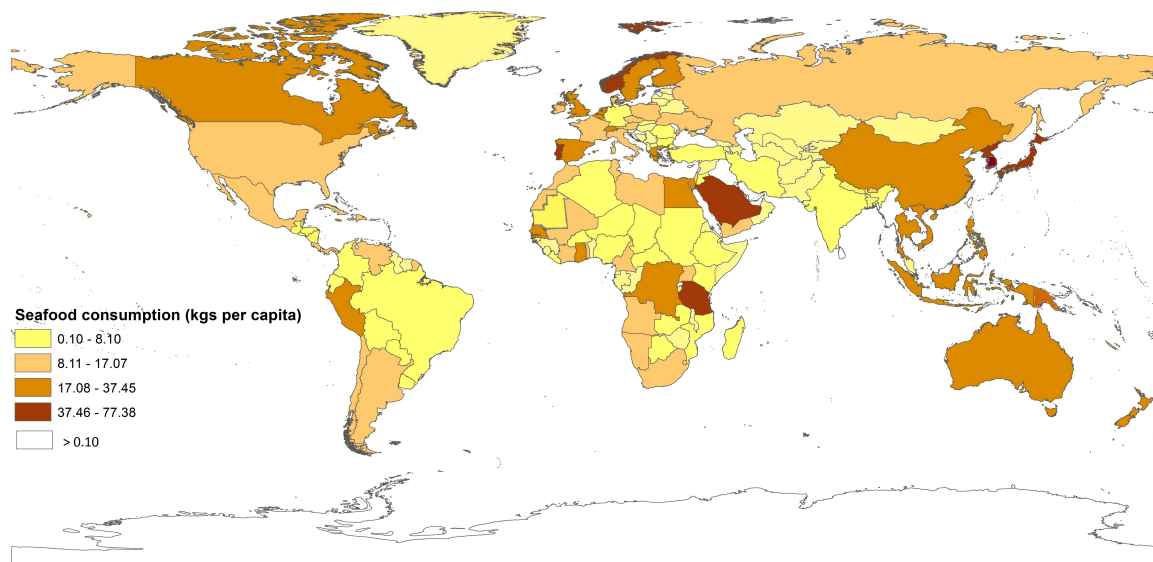 Seafood consumption (kgs per capita)
0.10 - 8.10
8.11 - 17.07
17.08 - 37.45
37.46 - 77.38
> 0.10